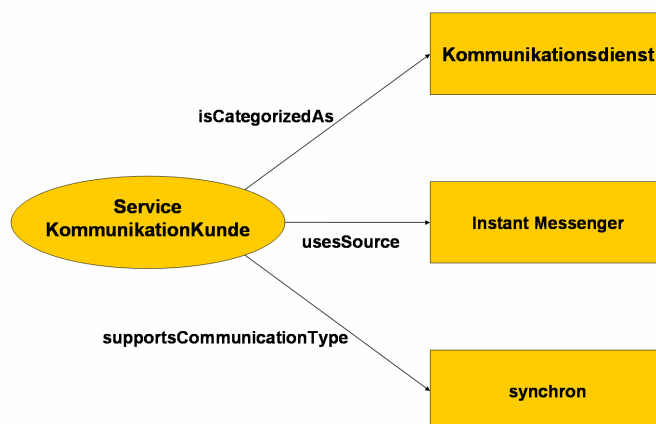 Kommunikationsdienst
isCategorizedAs
Service
KommunikationKunde
usesSource
Instant Messenger
supportsCommunicationType
synchron